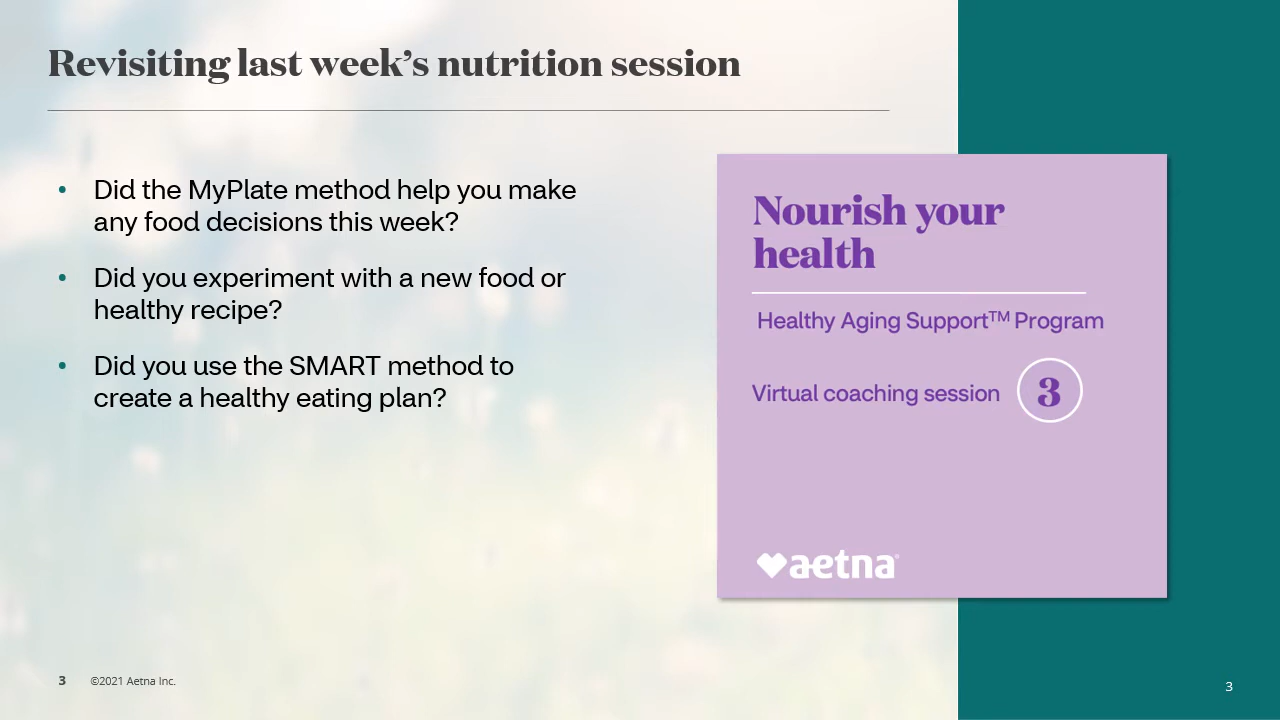 Revisiting last week’s nutrition session
• Did the MyPlate method help you make
any food decisions this week?
• Did you experiment with a new food or
healthy recipe?
• Did you use the SMART method to
create a healthy eating plan?
Nourish your
health
Healthy Aging Support™ Program
Virtual coaching session 3
aetna®
3 ©2021 Aetna Inc.
3